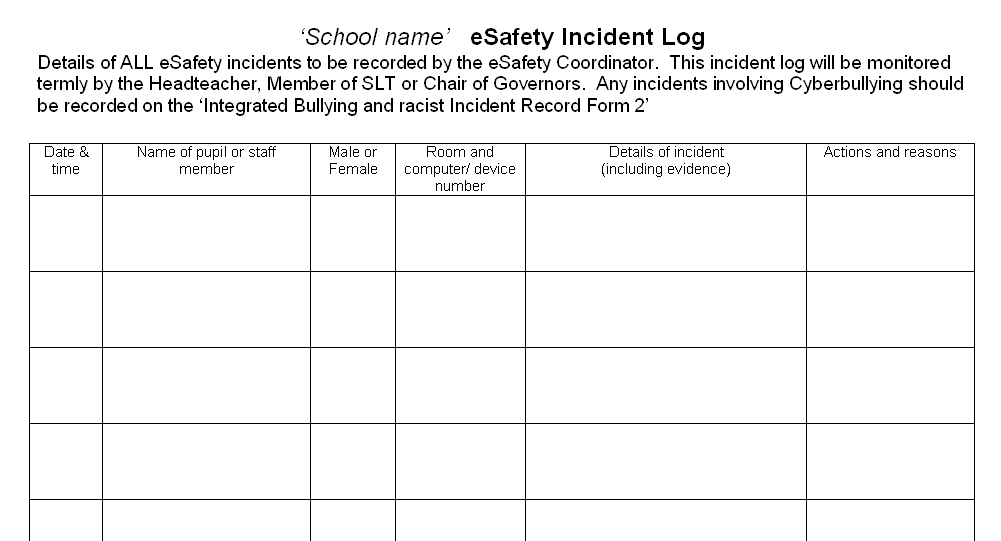 ‘School name’ eSafety Incident Log
Details of ALL eSafety incidents to be recorded by the eSafety Coordinator. This incident log will be monitored
termly by the Headteacher, Member of SLT or Chair of Governors. Any incidents involving Cyberbullying should
be recorded on the ‘Integrated Bullying and racist Incident Record Form 2’
Date &
time
Name of pupil or staff
member
Male or
Female
Room and
computer/ device
number
Details of incident
(including evidence)
Actions and reasons